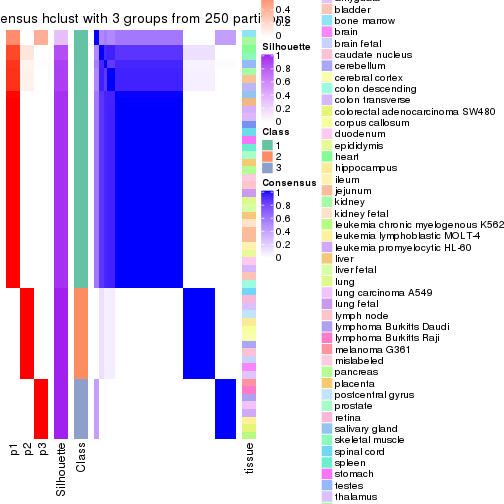 ensus hclust with 3 groups from 250 partitions
0.4
0.2
0
Silhouette
1
0.8
0.6
0.4
0.2
0
Class
1
2
3
Consensus
1
0.8
0.6
0.4
0.2
0
p1
p2
p3
Silhouette
Class
tissue
bladder
bone marrow
brain
brain fetal
caudate nucleus
cerebellum
cerebral cortex
colon descending
colon transverse
colorectal adenocarcinoma SW480
corpus callosum
duodenum
epididymis
heart
hippocampus
ileum
jejunum
kidney
kidney fetal
leukemia chronic myelogenous K562
leukemia lymphoblastic MOLT-4
leukemia promyelocytic HL-60
liver
liver fetal
lung
lung carcinoma A549
lung fetal
lymph node
lymphoma Burkitts Daudi
lymphoma Burkitts Raji
melanoma G361
mislabeled
pancreas
placenta
postcentral gyrus
prostate
retina
salivary gland
skeletal muscle
spinal cord
spleen
stomach
testes
thalamus